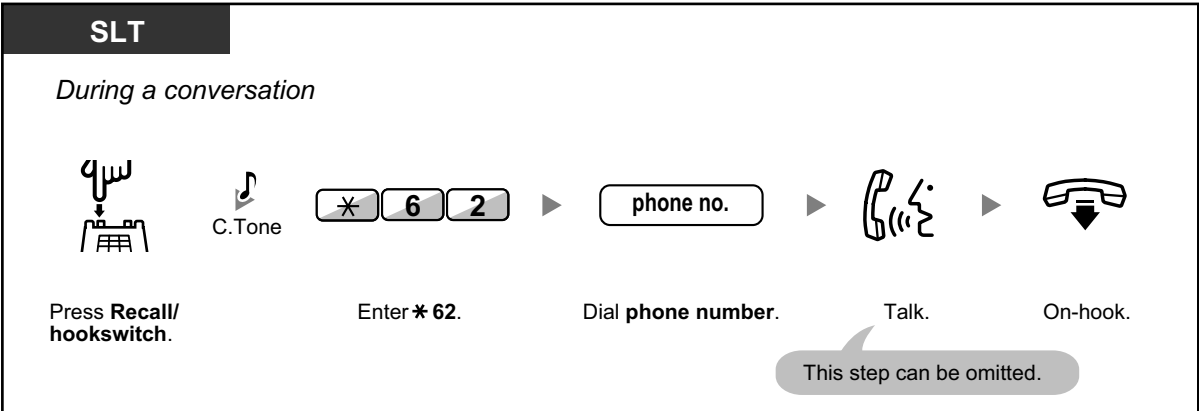 SLT
During a conversation
C.Tone
* 6 2
phone no.
Press Recall/
hookswitch.
Enter * 62.
Dial phone number.
Talk.
On-hook.
This step can be omitted.